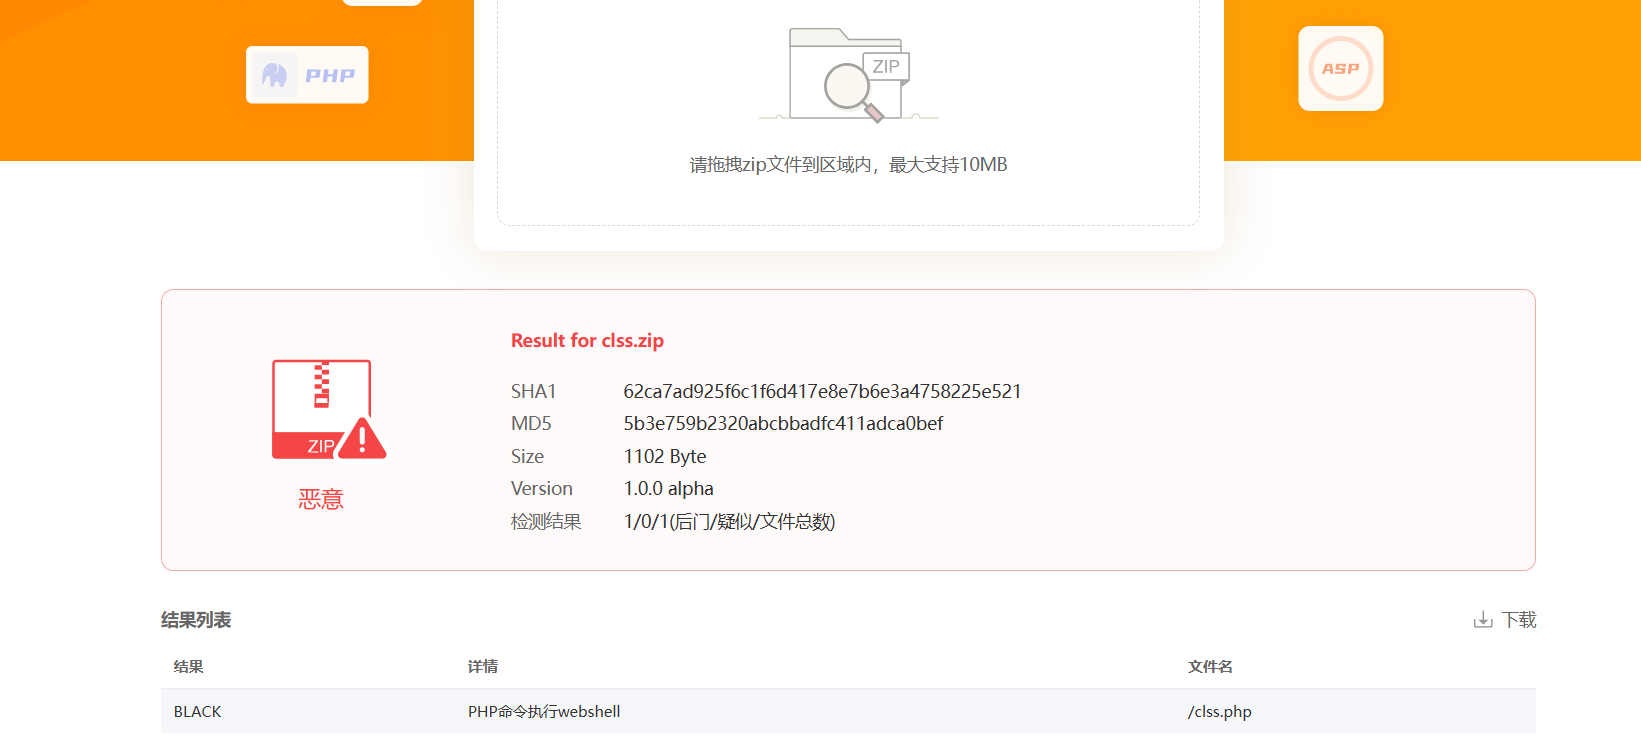 PHP
ASP
ZIP
请拖拽zip文件到区域内，最大支持10MB
Result for clss.zip
SHA1 62ca7ad925f6c1f6d417e8e7b6e3a4758225e521
MD5 5b3e759b2320abcbbadfc411adca0bef
Size 1102 Byte
Version 1.0.0 alpha
检测结果 1/0/1(后门/疑似/文件总数)
ZIP
恶意
结果列表 下载
结果 详情 文件名
BLACK PHP命令执行webshell /clss.php